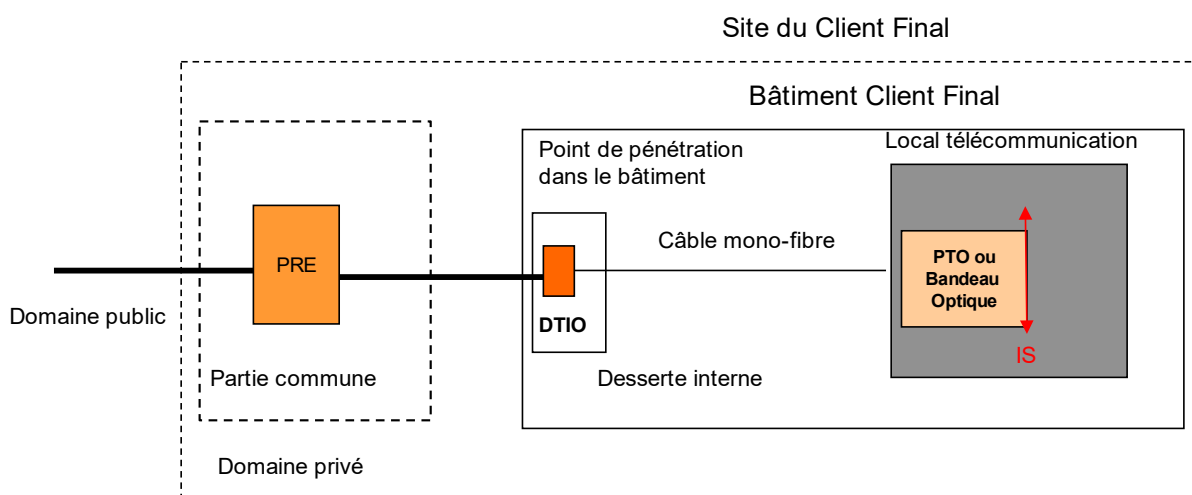 Site du Client Final
Bâtiment Client Final
Point de pénétration
dans le bâtiment
Local télécommunication
PRE
Câble mono-fibre
PTO ou
Bandeau
Optique
Domaine public
DTIO
IS
Partie commune
Desserte interne
Domaine privé